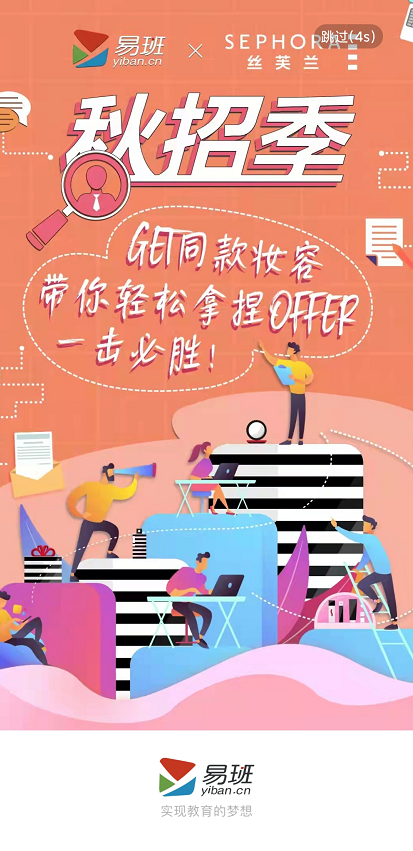 易班
yiban.cn
×
SEPHORA
丝芙兰
跳过(4s)
秋招季
GET同款妆容
带你轻松拿捏OFFER
一击必胜!
易班
yiban.cn
实现教育的梦想